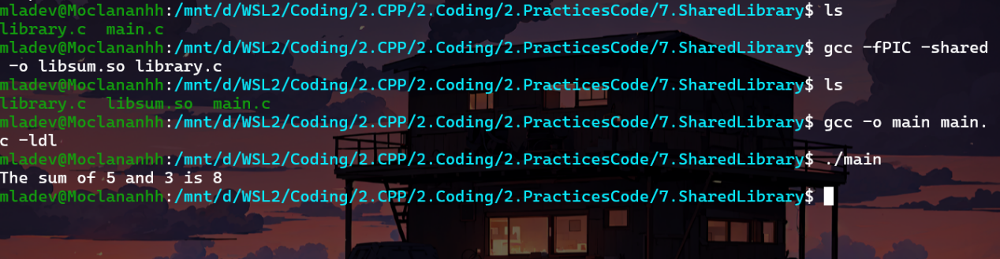 mladev@Moclananhh:/mnt/d/WSL2/Coding/2.CPP/2.Coding/2.PracticesCode/7.SharedLibrary$ ls
library.c  main.c
mladev@Moclananhh:/mnt/d/WSL2/Coding/2.CPP/2.Coding/2.PracticesCode/7.SharedLibrary$ gcc -fPIC -shared
 -o libsum.so library.c
mladev@Moclananhh:/mnt/d/WSL2/Coding/2.CPP/2.Coding/2.PracticesCode/7.SharedLibrary$ ls
library.c  libsum.so  main.c
mladev@Moclananhh:/mnt/d/WSL2/Coding/2.CPP/2.Coding/2.PracticesCode/7.SharedLibrary$ gcc -o main main.
c -ldl
mladev@Moclananhh:/mnt/d/WSL2/Coding/2.CPP/2.Coding/2.PracticesCode/7.SharedLibrary$ ./main
The sum of 5 and 3 is 8
mladev@Moclananhh:/mnt/d/WSL2/Coding/2.CPP/2.Coding/2.PracticesCode/7.SharedLibrary$